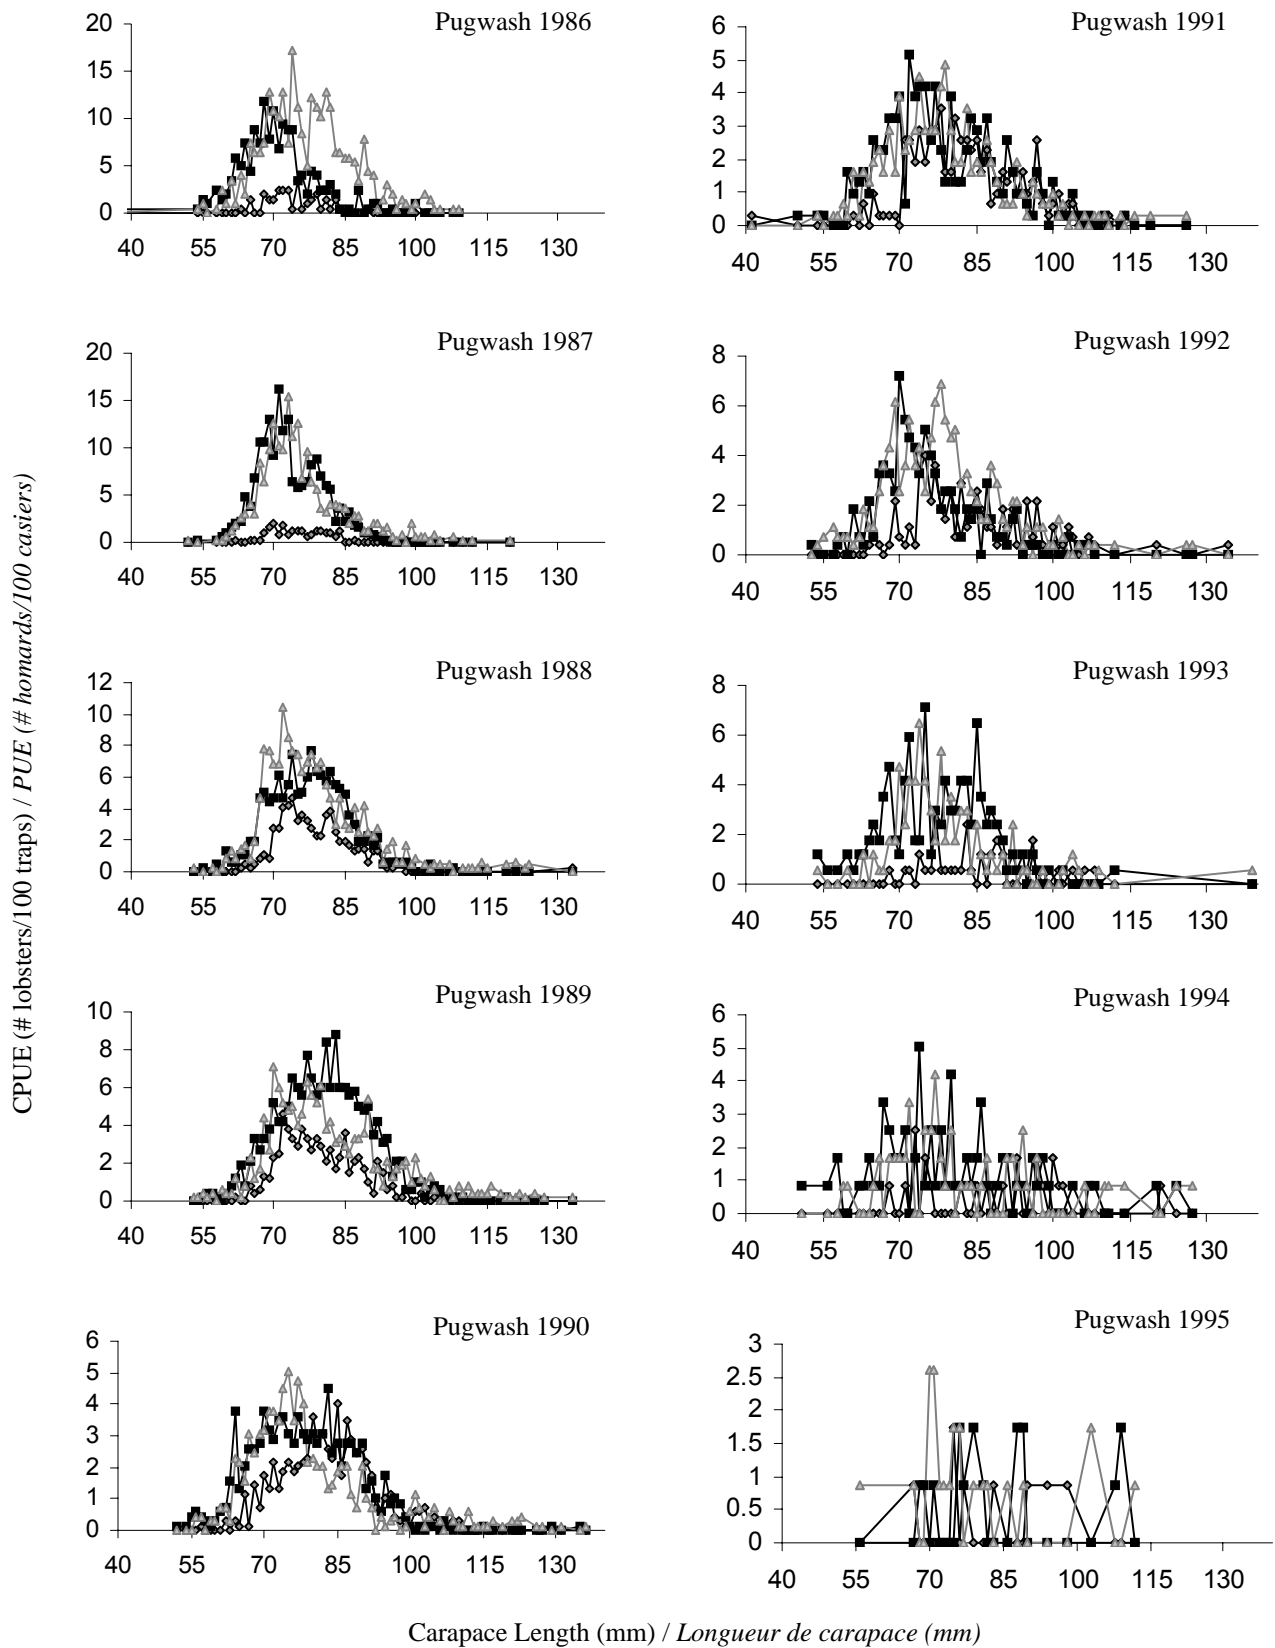 CPUE (# lobsters/100 traps) / PUE (# homards/100 casiers)
Pugwash 1986
20
15
10
5
0
40 55 70 85 100 115 130
Pugwash 1987
20
15
10
5
0
40 55 70 85 100 115 130
Pugwash 1988
12
10
8
6
4
2
0
40 55 70 85 100 115 130
Pugwash 1989
10
8
6
4
2
0
40 55 70 85 100 115 130
Pugwash 1990
6
5
4
3
2
1
0
40 55 70 85 100 115 130
Pugwash 1991
6
5
4
3
2
1
0
40 55 70 85 100 115 130
Pugwash 1992
8
6
4
2
0
40 55 70 85 100 115 130
Pugwash 1993
8
6
4
2
0
40 55 70 85 100 115 130
Pugwash 1994
6
5
4
3
2
1
0
40 55 70 85 100 115 130
Pugwash 1995
3
2.5
2
1.5
1
0.5
0
40 55 70 85 100 115 130
Carapace Length (mm) / Longueur de carapace (mm)